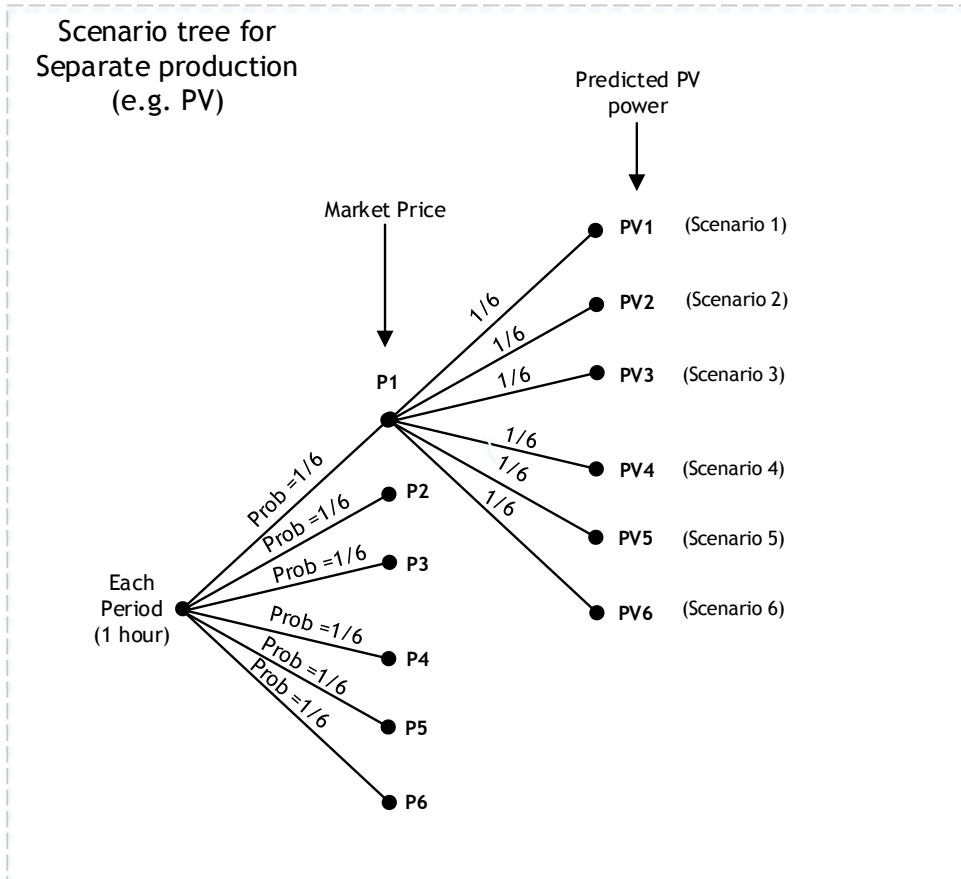 Scenario tree for
Separate production
(e.g. PV)
Predicted PV
power
Market Price
PV1 (Scenario 1)
1/6
PV2 (Scenario 2)
1/6
PV3 (Scenario 3)
1/6
P1
1/6
PV4 (Scenario 4)
1/6
PV5 (Scenario 5)
1/6
PV6 (Scenario 6)
Prob =1/6
P2
Prob =1/6
P3
Prob =1/6
Each
Period
(1 hour)
Prob =1/6
P4
Prob =1/6
P5
Prob =1/6
P6